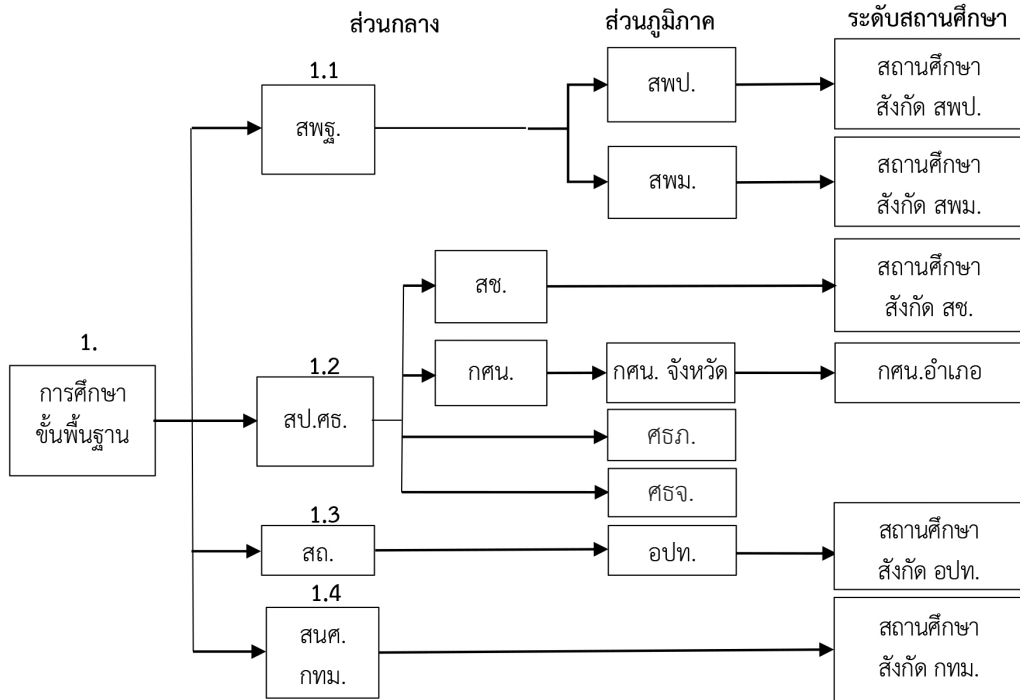 ส่วนกลาง
ส่วนภูมิภาค
ระดับสถานศึกษา
1.1
สพฐ.
สพป.
สถานศึกษา
สังกัด สพป.
สพม.
สถานศึกษา
สังกัด สพม.
1.
การศึกษา
ขั้นพื้นฐาน
1.2
สป.ศธ.
สช.
สถานศึกษา
สังกัด สช.
กศน.
กศน. จังหวัด
กศน.อำเภอ
ศธภ.
ศธจ.
1.3
สถ.
อปท.
สถานศึกษา
สังกัด อปท.
1.4
สนศ.
กทม.
สถานศึกษา
สังกัด กทม.